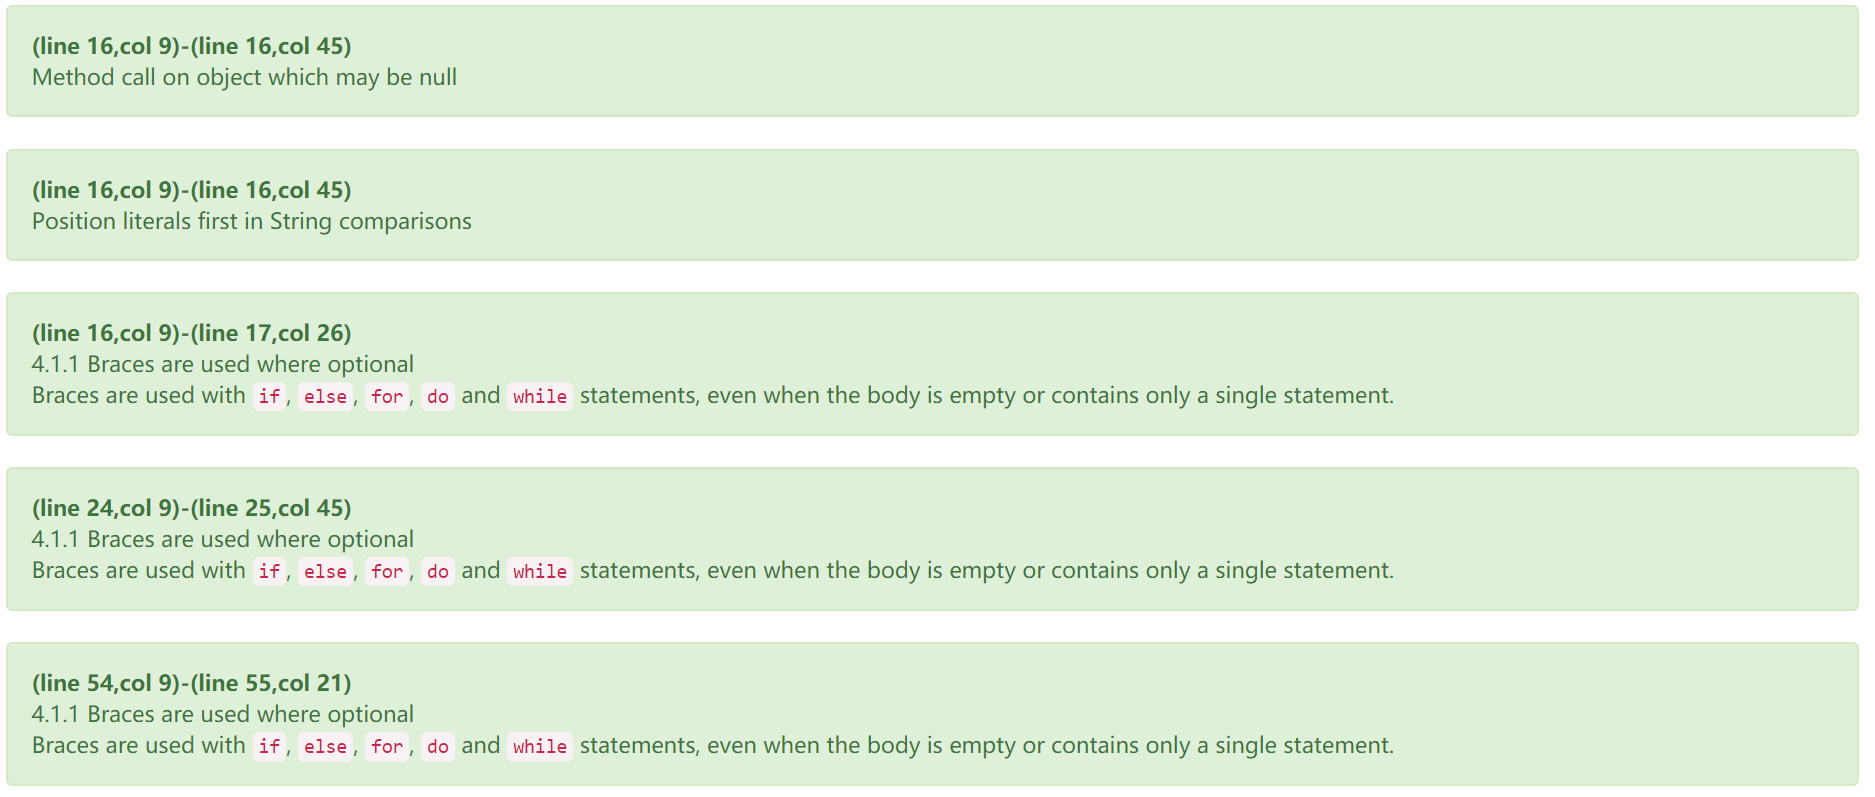 (line 16,col 9)-(line 16,col 45)
Method call on object which may be null
(line 16,col 9)-(line 16,col 45)
Position literals first in String comparisons
(line 16,col 9)-(line 17,col 26)
4.1.1 Braces are used where optional
Braces are used with if, else, for, do and while statements, even when the body is empty or contains only a single statement.
(line 24,col 9)-(line 25,col 45)
4.1.1 Braces are used where optional
Braces are used with if, else, for, do and while statements, even when the body is empty or contains only a single statement.
(line 54,col 9)-(line 55,col 21)
4.1.1 Braces are used where optional
Braces are used with if, else, for, do and while statements, even when the body is empty or contains only a single statement.